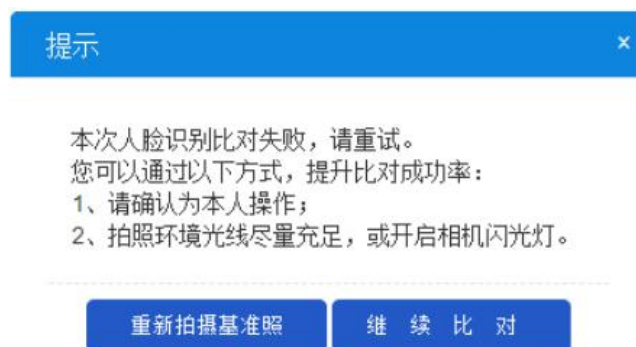 提示
×
本次人脸识别比对失败，请重试。
您可以通过以下方式，提升比对成功率：
1、请确认为本人操作；
2、拍照环境光线尽量充足，或开启相机闪光灯。
重新拍摄基准照
继 续 比 对